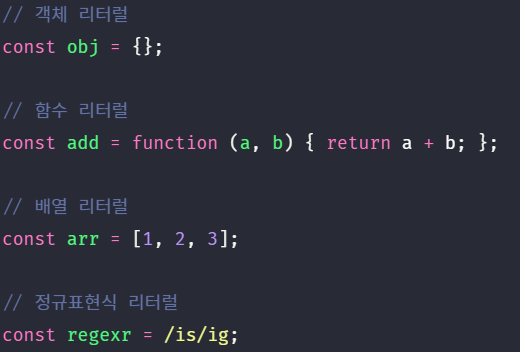 // 객체 리터럴
const obj = {};
// 함수 리터럴
const add = function (a, b) { return a + b; };
// 배열 리터럴
const arr = [1, 2, 3];
// 정규표현식 리터럴
const regexr = /is/ig;